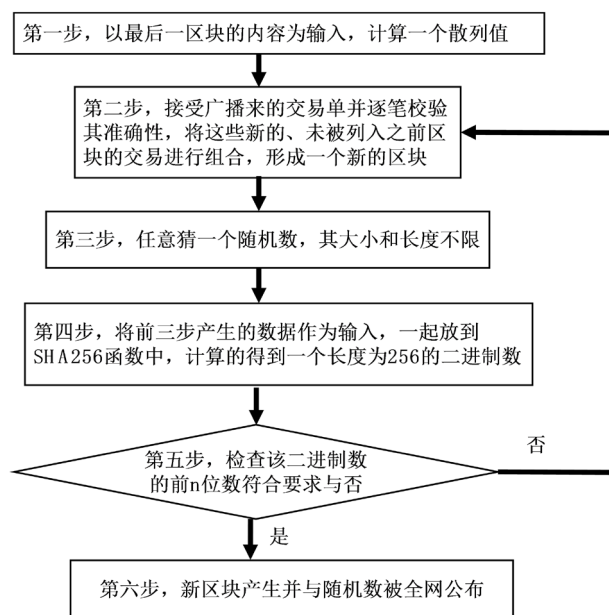 第一步，以最后一区块的内容为输入，计算一个散列值
第二步，接受广播来的交易单并逐笔校验
其准确性，将这些新的、未被列入之前区
块的交易进行组合，形成一个新的区块
第三步，任意猜一个随机数，其大小和长度不限
第四步，将前三步产生的数据作为输入，一起放到
SHA256函数中，计算的得到一个长度为256的二进制数
第五步，检查该二进制数
的前n位数符合要求与否
否
是
第六步，新区块产生并与随机数被全网公布